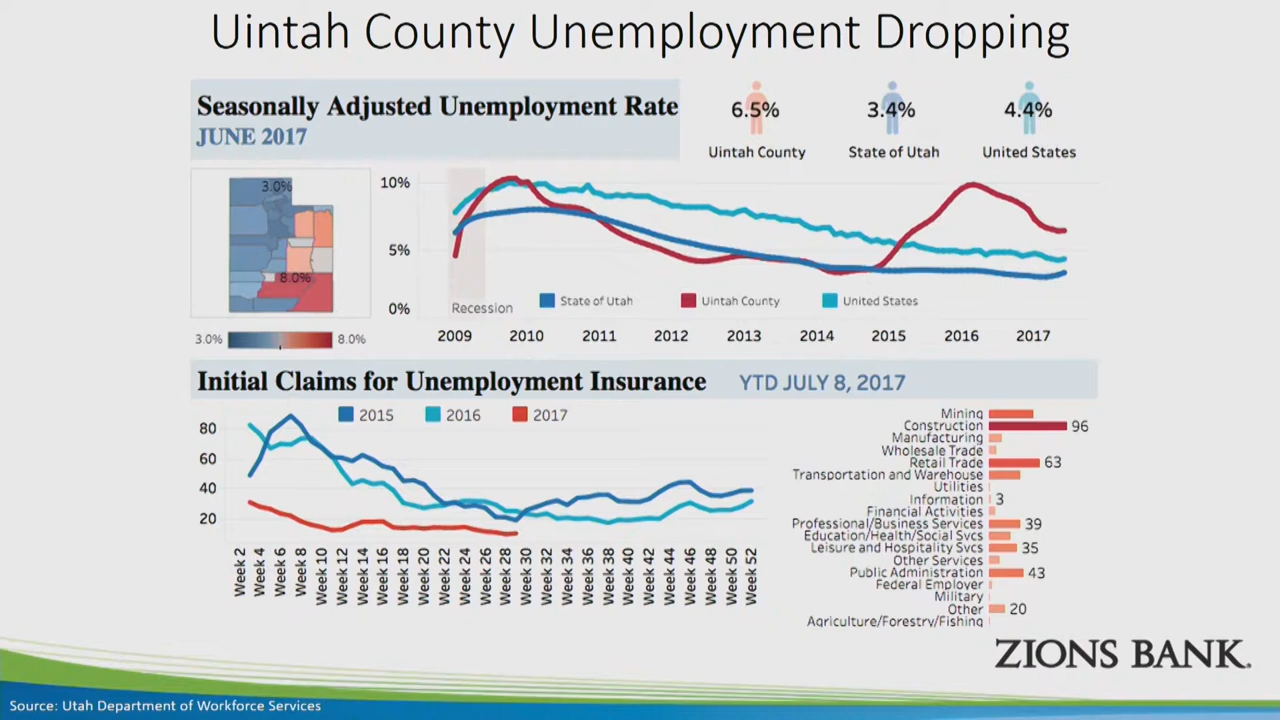 Uintah County Unemployment Dropping
Seasonally Adjusted Unemployment Rate
JUNE 2017
6.5%
3.4%
4.4%
Uintah County
State of Utah
United States
3.0%
8.0%
3.0%
8.0%
10%
5%
0%
Recession
State of Utah
Uintah County
United States
2009
2010
2011
2012
2013
2014
2015
2016
2017
Initial Claims for Unemployment Insurance
YTD JULY 8, 2017
2015
2016
2017
80
60
40
20
Week 2
Week 4
Week 6
Week 8
Week 10
Week 12
Week 14
Week 16
Week 18
Week 20
Week 22
Week 24
Week 26
Week 28
Week 30
Week 32
Week 34
Week 36
Week 38
Week 40
Week 42
Week 44
Week 46
Week 48
Week 50
Week 52
Mining
Construction 96
Manufacturing
Wholesale Trade
Retail Trade 63
Transportation and Warehouse
Utilities
Information 3
Financial Activities
Professional/Business Services 39
Education/Health/Social Svcs
Leisure and Hospitality Svcs 35
Other Services
Public Administration 43
Federal Employer
Military
Other 20
Agriculture/Forestry/Fishing
ZIONS BANK.
Source: Utah Department of Workforce Services